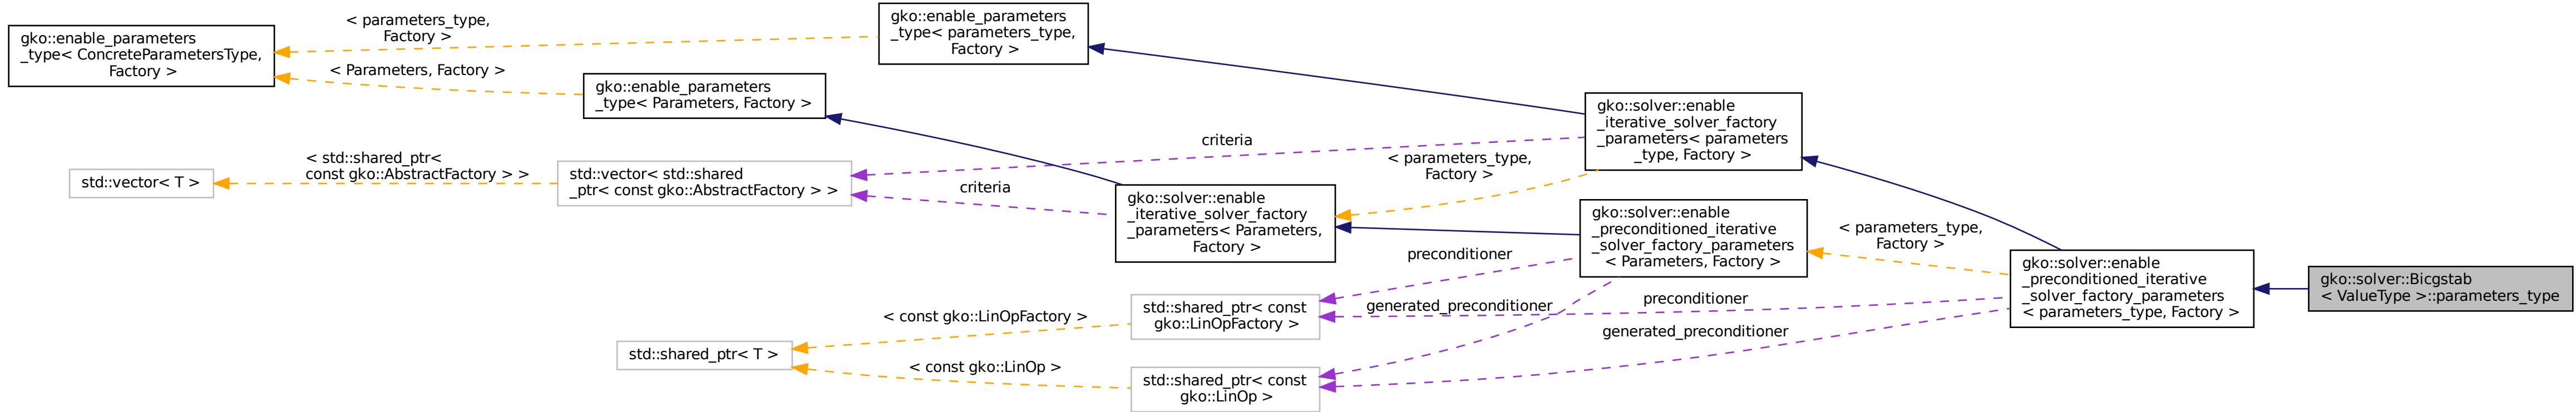 gko::enable_parameters
_type< ConcreteParametersType,
Factory >
< parameters_type,
Factory >
< Parameters, Factory >
gko::enable_parameters
_type< parameters_type,
Factory >
gko::enable_parameters
_type< Parameters, Factory >
std::vector< T >
< std::shared_ptr<
const gko::AbstractFactory > >
std::vector< std::shared
_ptr< const gko::AbstractFactory > >
criteria
criteria
gko::solver::enable
_iterative_solver_factory
_parameters< Parameters,
Factory >
< parameters_type,
Factory >
gko::solver::enable
_iterative_solver_factory
_parameters< parameters
_type, Factory >
gko::solver::enable
_preconditioned_iterative
_solver_factory_parameters
< Parameters, Factory >
< parameters_type,
Factory >
gko::solver::enable
_preconditioned_iterative
_solver_factory_parameters
< parameters_type, Factory >
gko::solver::Bicgstab
< ValueType >::parameters_type
preconditioner
generated_preconditioner
preconditioner
generated_preconditioner
std::shared_ptr< const
gko::LinOpFactory >
std::shared_ptr< const
gko::LinOp >
< const gko::LinOpFactory >
< const gko::LinOp >
std::shared_ptr< T >